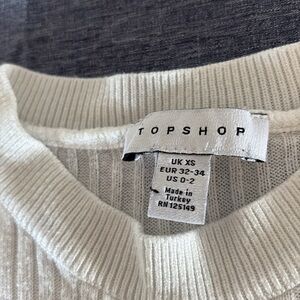 TOPSHOP
UK XS
EUR 32-34
US 0-2
Made in
Turkey
RN 125149